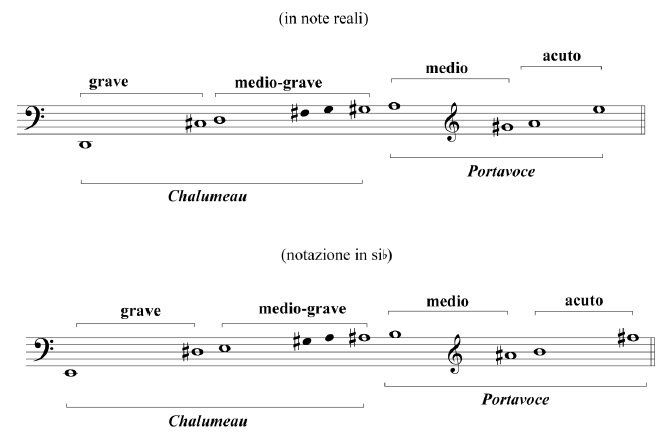 (in note reali)
grave medio-grave medio acuto
Chalumeau Portavoce
(notazione in si♭)
grave medio-grave medio acuto
Chalumeau Portavoce